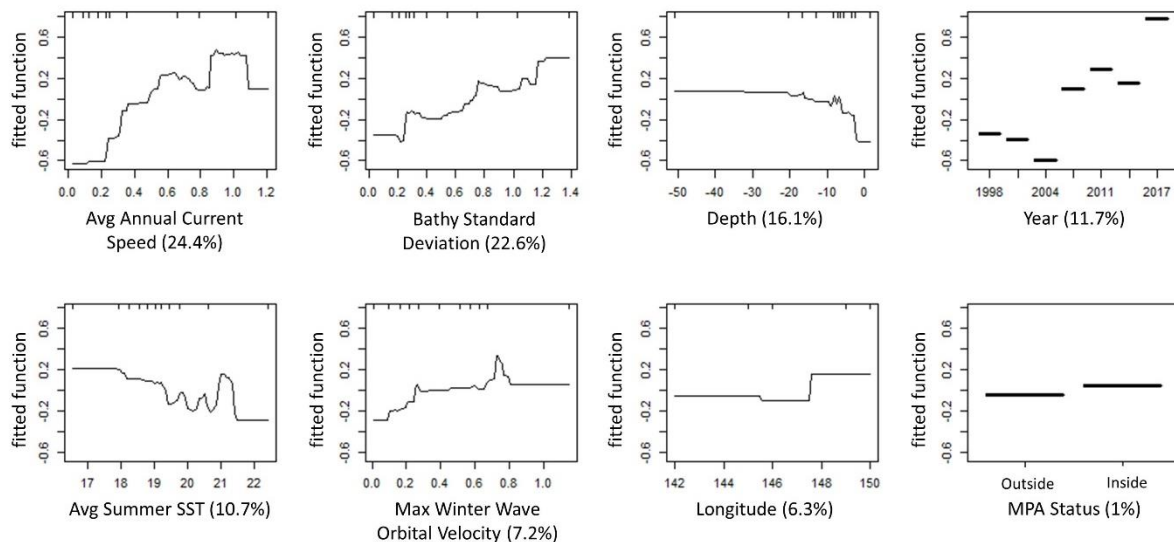 fitted function
-0.6 -0.2 0.2 0.6
0.0 0.2 0.4 0.6 0.8 1.0 1.2
Avg Annual Current
Speed (24.4%)
fitted function
-0.6 -0.2 0.2 0.6
0.0 0.2 0.4 0.6 0.8 1.0 1.2 1.4
Bathy Standard
Deviation (22.6%)
fitted function
-0.6 -0.2 0.2 0.6
-50 -40 -30 -20 -10 0
Depth (16.1%)
fitted function
-0.6 -0.2 0.2 0.6
1998 2004 2011 2017
Year (11.7%)
fitted function
-0.6 -0.2 0.2 0.6
17 18 19 20 21 22
Avg Summer SST (10.7%)
fitted function
-0.6 -0.2 0.2 0.6
0.0 0.2 0.4 0.6 0.8 1.0
Max Winter Wave
Orbital Velocity (7.2%)
fitted function
-0.6 -0.2 0.2 0.6
142 144 146 148 150
Longitude (6.3%)
fitted function
-0.6 -0.2 0.2 0.6
Outside Inside
MPA Status (1%)